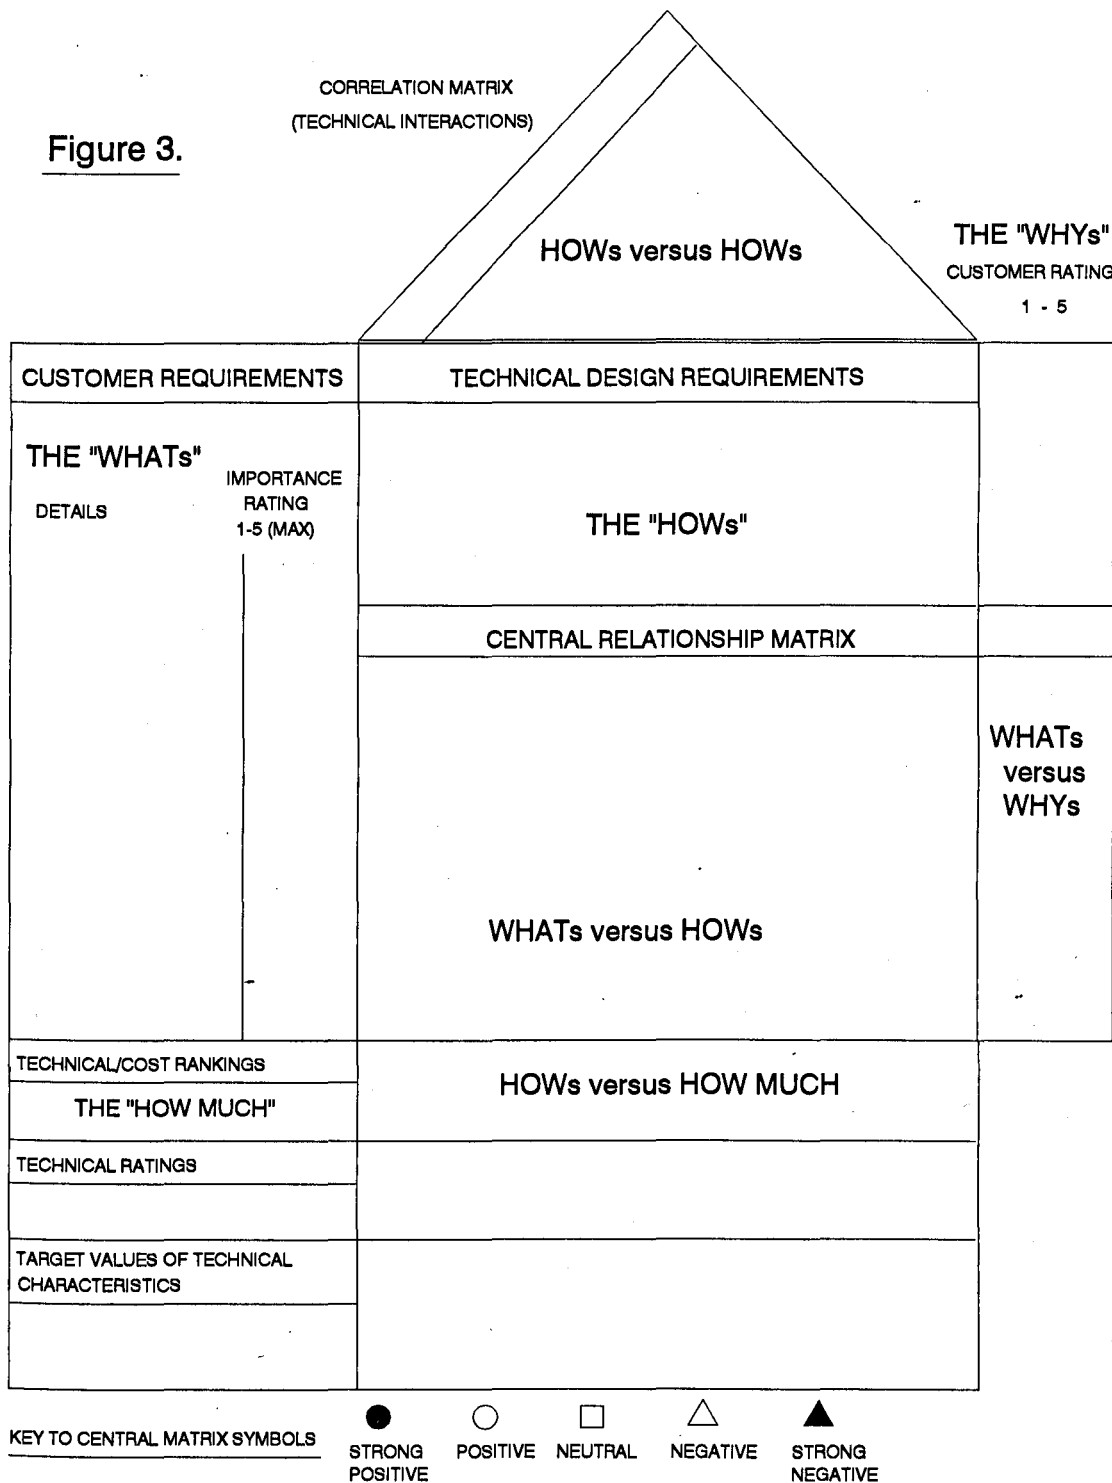 CORRELATION MATRIX
(TECHNICAL INTERACTIONS)
Figure 3.
HOWs versus HOWs
THE "WHYs"
CUSTOMER RATING
1 - 5
CUSTOMER REQUIREMENTS
TECHNICAL DESIGN REQUIREMENTS
THE "WHATs"
DETAILS
IMPORTANCE
RATING
1-5 (MAX)
THE "HOWs"
CENTRAL RELATIONSHIP MATRIX
WHATs
versus
WHYs
WHATs versus HOWs
TECHNICAL/COST RANKINGS
THE "HOW MUCH"
HOWs versus HOW MUCH
TECHNICAL RATINGS
TARGET VALUES OF TECHNICAL
CHARACTERISTICS
KEY TO CENTRAL MATRIX SYMBOLS
STRONG
POSITIVE
POSITIVE
NEUTRAL
NEGATIVE
STRONG
NEGATIVE